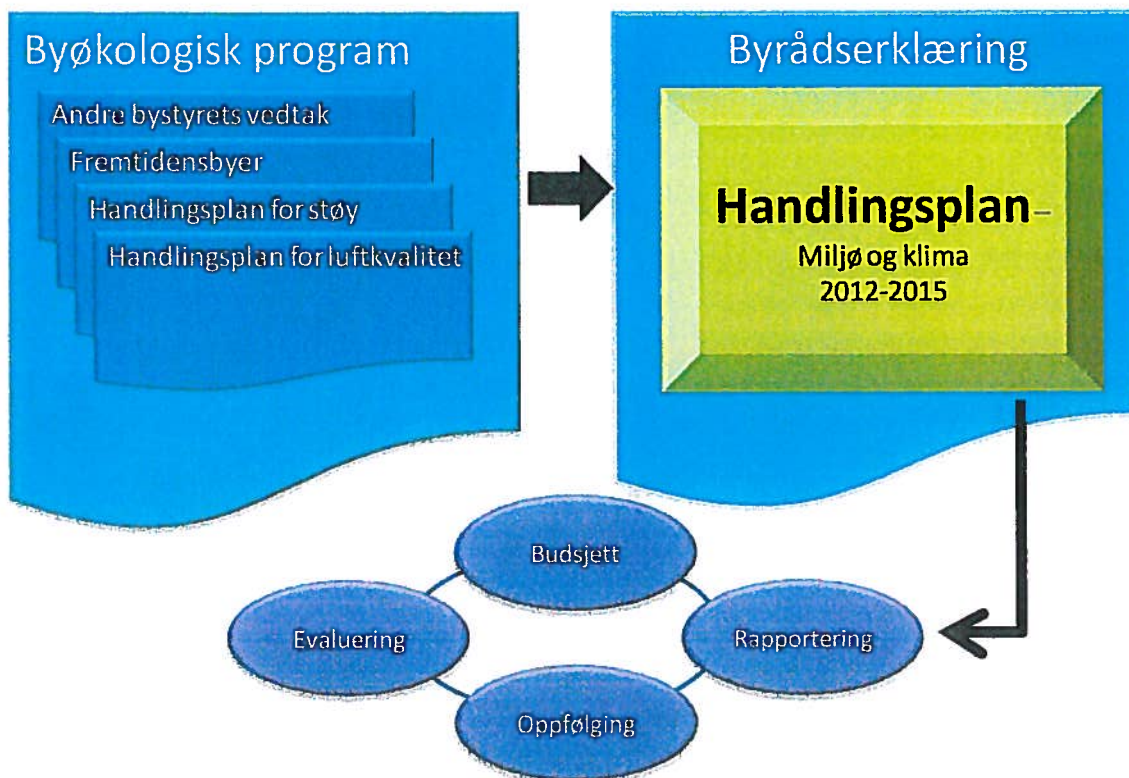 Byøkologisk program
Andre bystyrets vedtak
Fremtidensbyer
Handlingsplan for støy
Handlingsplan for luftkvalitet
Byrådserklæring
Handlingsplan–
Miljø og klima
2012-2015
Budsjett
Evaluering
Rapportering
Oppfølging